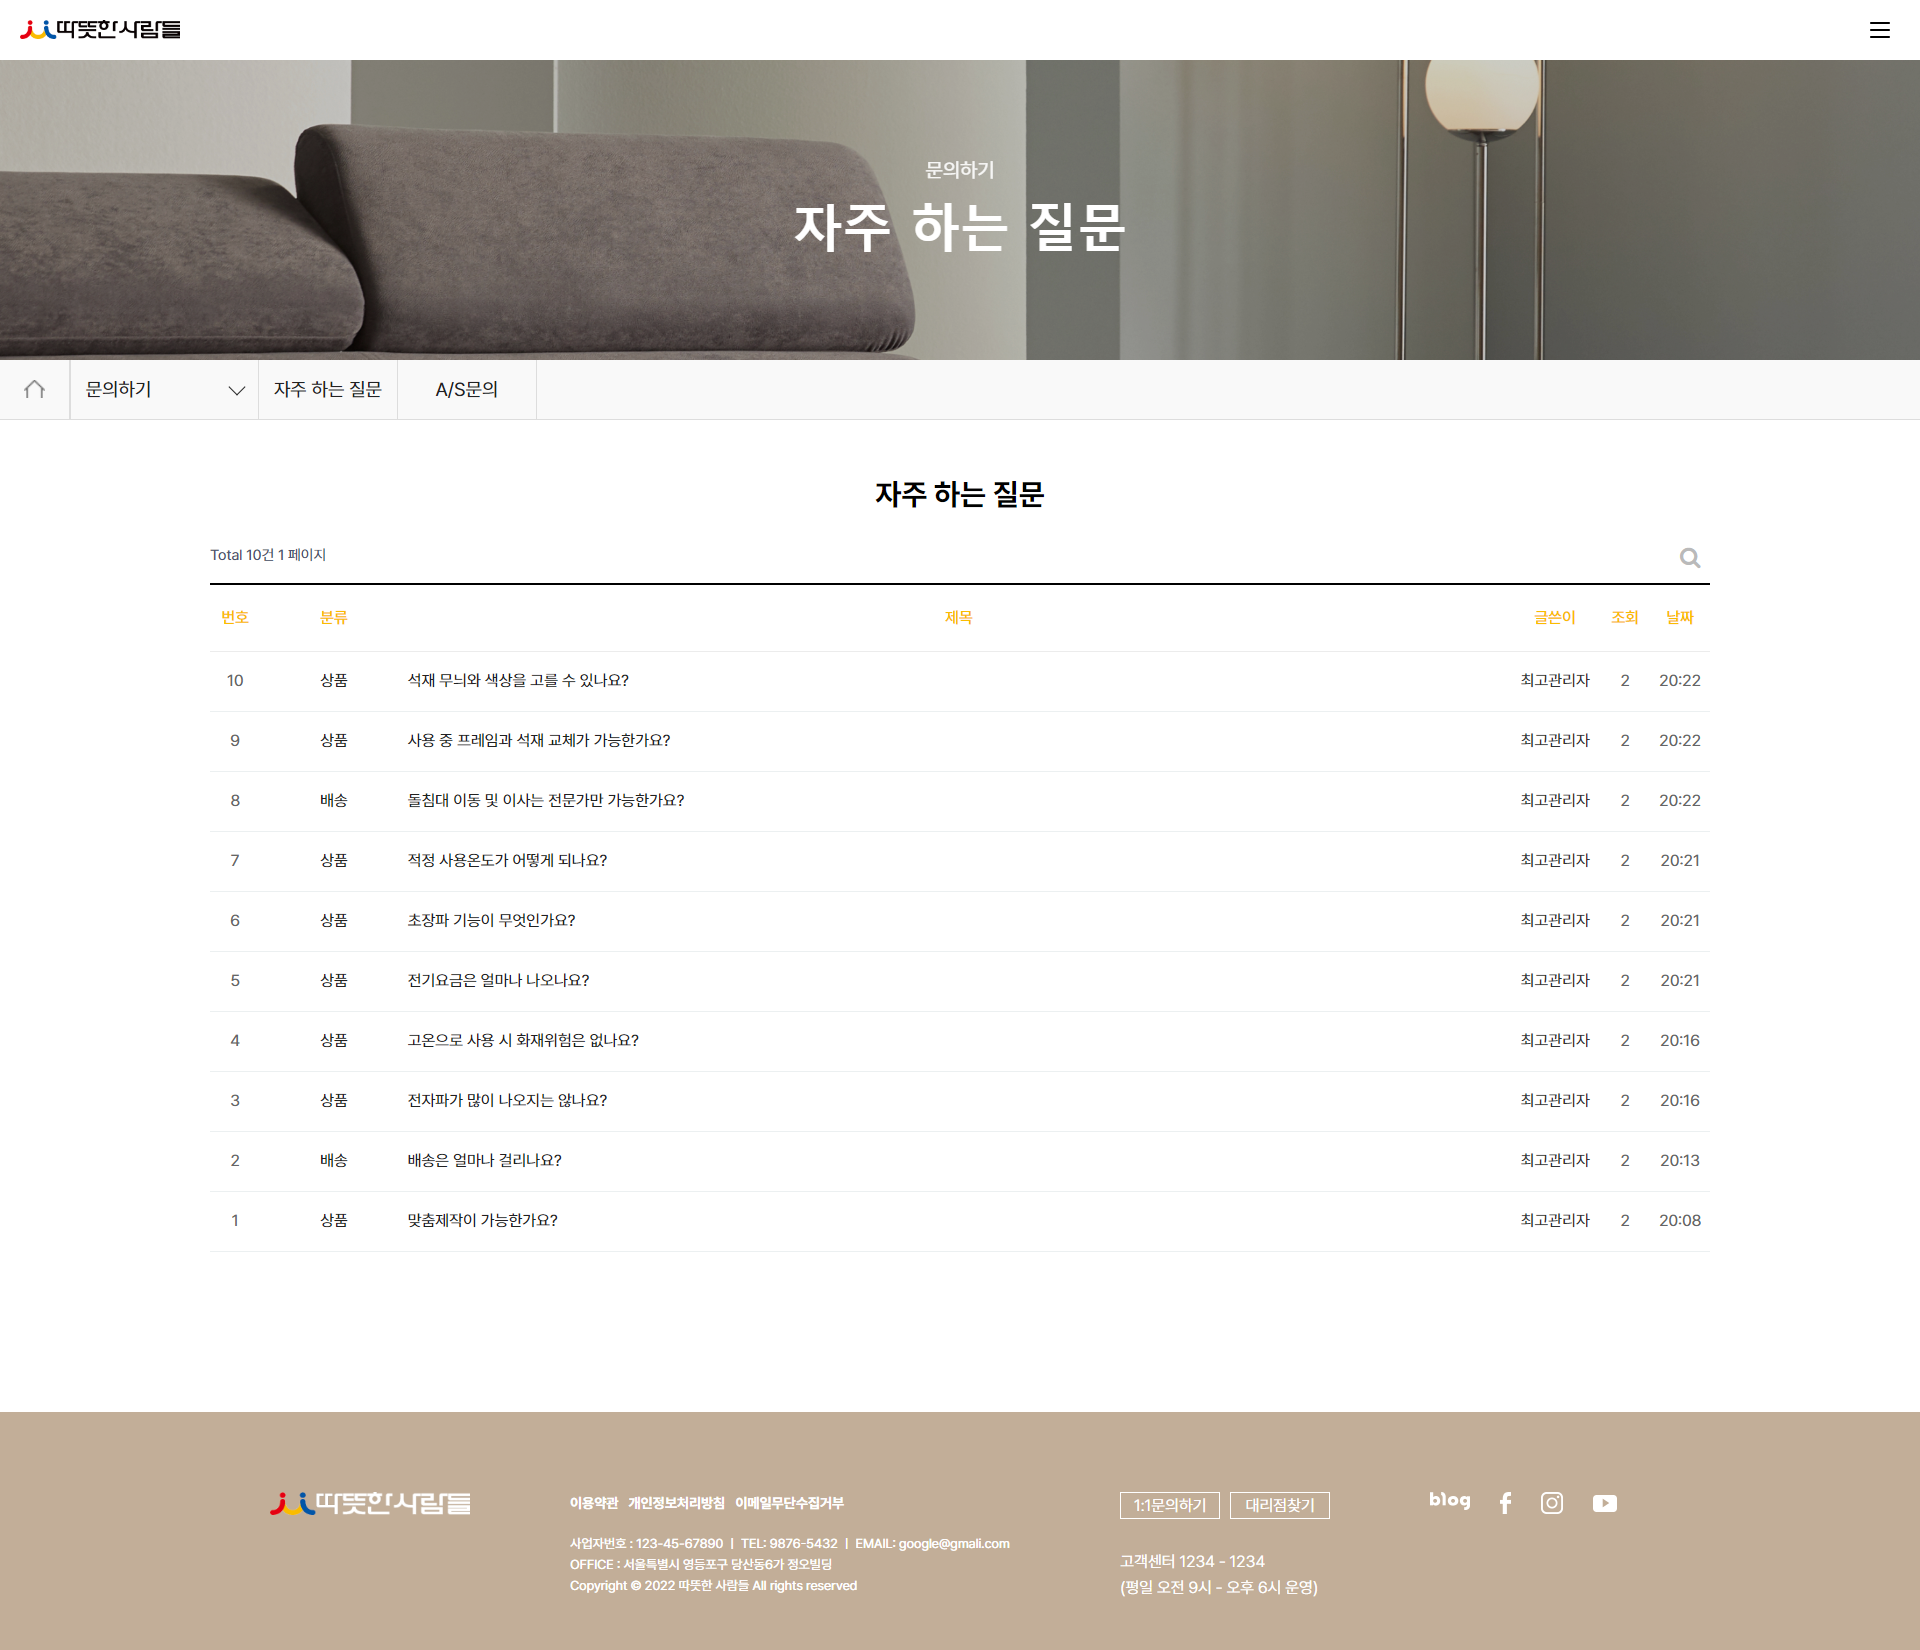 따뜻한사람들
문의하기
자주 하는 질문
문의하기
자주 하는 질문
A/S문의
자주 하는 질문
Total 10건 1 페이지
번호 분류 제목 글쓴이 조회 날짜
10 상품 석재 무늬와 색상을 고를 수 있나요? 최고관리자 2 20:22
9 상품 사용 중 프레임과 석재 교체가 가능한가요? 최고관리자 2 20:22
8 배송 돌침대 이동 및 이사는 전문가만 가능한가요? 최고관리자 2 20:22
7 상품 적정 사용온도가 어떻게 되나요? 최고관리자 2 20:21
6 상품 초장파 기능이 무엇인가요? 최고관리자 2 20:21
5 상품 전기요금은 얼마나 나오나요? 최고관리자 2 20:21
4 상품 고온으로 사용 시 화재위험은 없나요? 최고관리자 2 20:16
3 상품 전자파가 많이 나오지는 않나요? 최고관리자 2 20:16
2 배송 배송은 얼마나 걸리나요? 최고관리자 2 20:13
1 상품 맞춤제작이 가능한가요? 최고관리자 2 20:08
따뜻한사람들
이용약관 개인정보처리방침 이메일무단수집거부
사업자번호 : 123-45-67890 | TEL: 9876-5432 | EMAIL: google@gmali.com
OFFICE : 서울특별시 영등포구 당산동6가 정오빌딩
Copyright © 2022 따뜻한 사람들 All rights reserved
1:1문의하기 대리점찾기
고객센터 1234 - 1234
(평일 오전 9시 - 오후 6시 운영)
blog